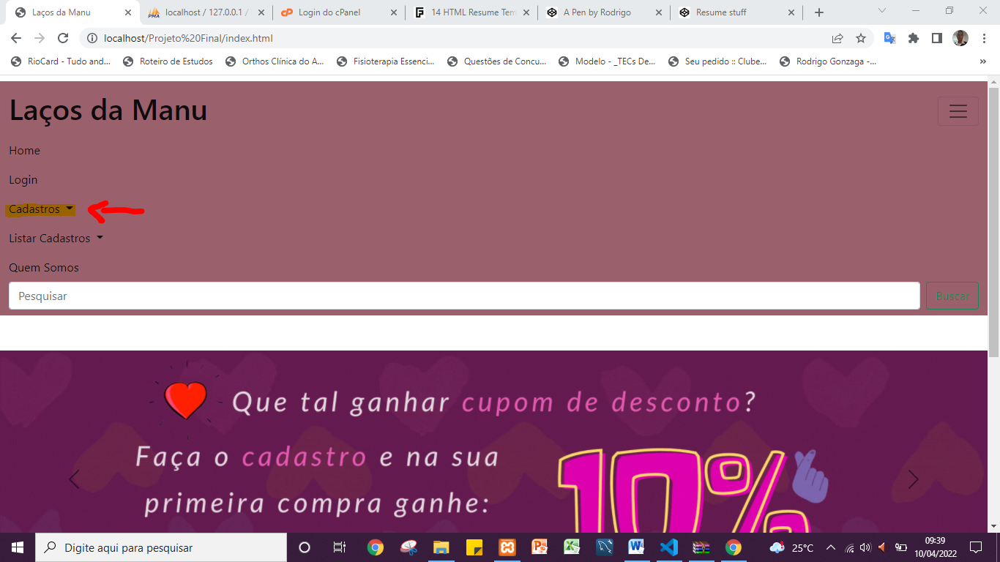 Laços da Manu
localhost / 127.0.0.1 /
Login do cPanel
14 HTML Resume Tem
A Pen by Rodrigo
Resume stuff
localhost/Projeto%20Final/index.html
RioCard - Tudo and...
Roteiro de Estudos
Orthos Clínica do A...
Fisioterapia Essenci...
Questões de Concu...
Modelo - _TECs De...
Seu pedido :: Clube...
Rodrigo Gonzaga -...
Laços da Manu
Home
Login
Cadastros
Listar Cadastros
Quem Somos
Pesquisar
Buscar
Que tal ganhar cupom de desconto?
Faça o cadastro e na sua
primeira compra ganhe:
10%
Digite aqui para pesquisar
25°C
09:39
10/04/2022